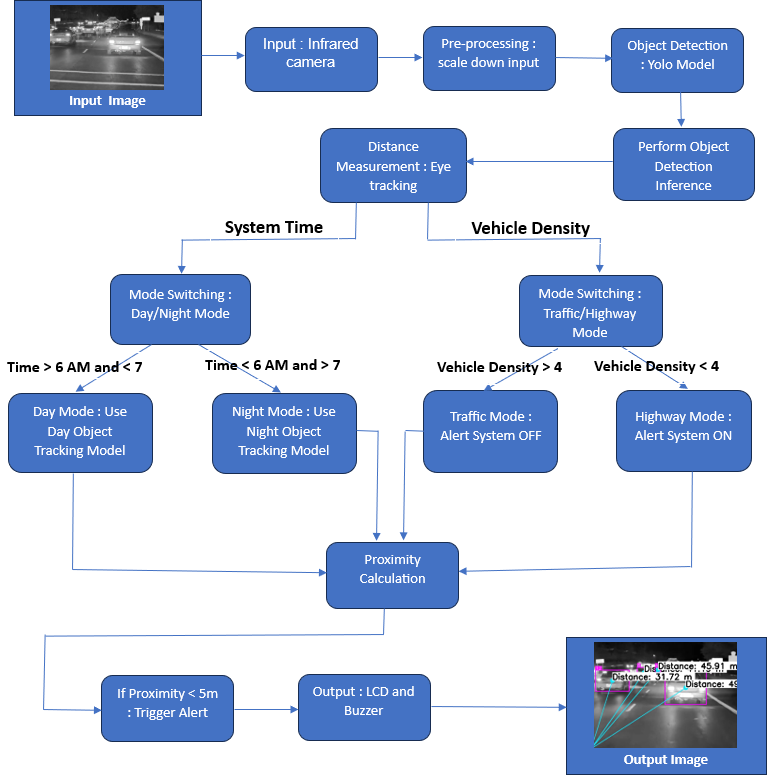 Input Image
Input : Infrared
camera
Pre-processing :
scale down input
Object Detection
: Yolo Model
Perform Object
Detection
Inference
Distance
Measurement : Eye
tracking
System Time
Vehicle Density
Mode Switching :
Day/Night Mode
Mode Switching :
Traffic/Highway
Mode
Time > 6 AM and < 7
Time < 6 AM and > 7
Vehicle Density > 4
Vehicle Density < 4
Day Mode : Use
Day Object
Tracking Model
Night Mode : Use
Night Object
Tracking Model
Traffic Mode :
Alert System OFF
Highway Mode :
Alert System ON
Proximity
Calculation
If Proximity < 5m
: Trigger Alert
Output : LCD and
Buzzer
Distance: 45.91 m
Distance: 31.72 m
Distance: 49
Output Image